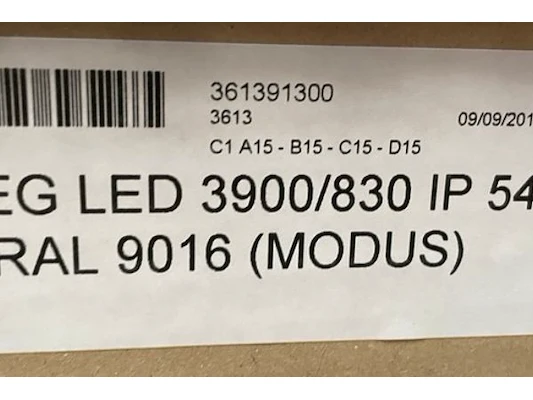 361391300
3613 09/09/201
C1 A15 - B15 - C15 - D15
EG LED 3900/830 IP 54
RAL 9016 (MODUS)